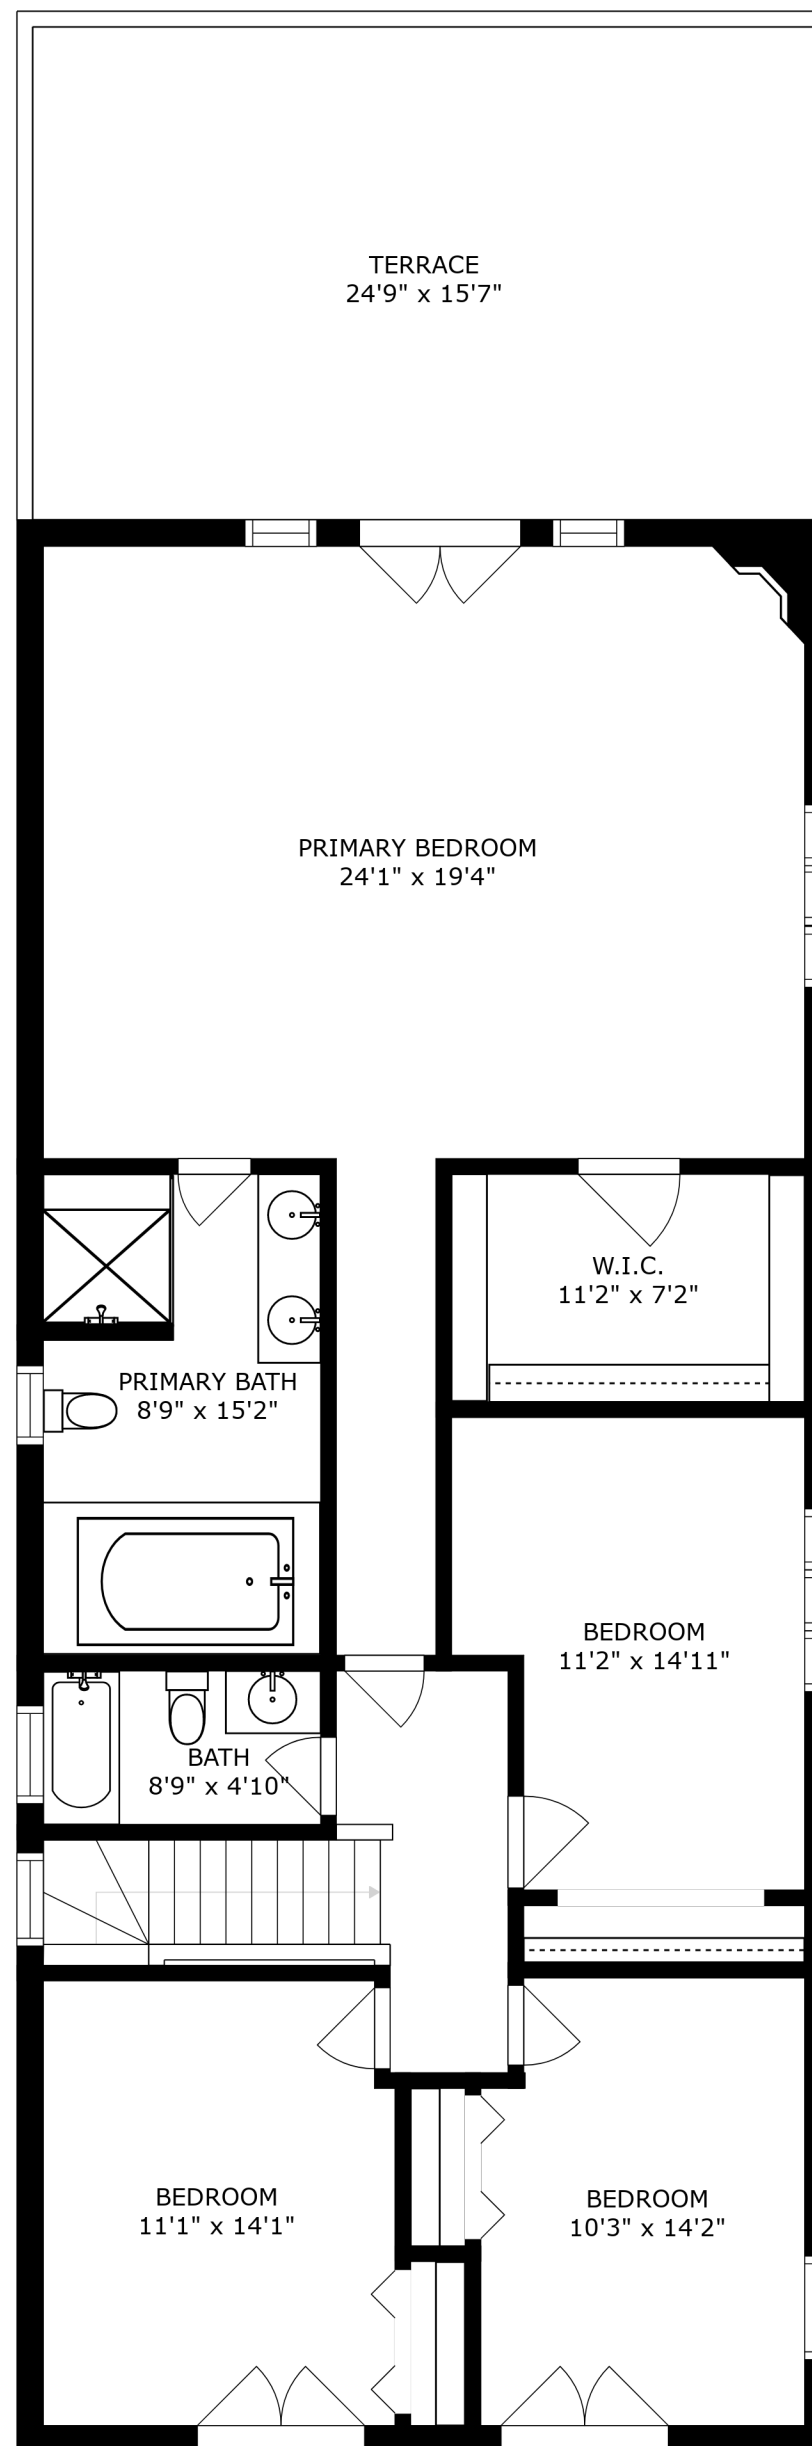 TERRACE
24'9" x 15'7"
PRIMARY BEDROOM
24'1" x 19'4"
W.I.C.
11'2" x 7'2"
PRIMARY BATH
8'9" x 15'2"
BEDROOM
11'2" x 14'11"
BATH
8'9" x 4'10"
BEDROOM
11'1" x 14'1"
BEDROOM
10'3" x 14'2"